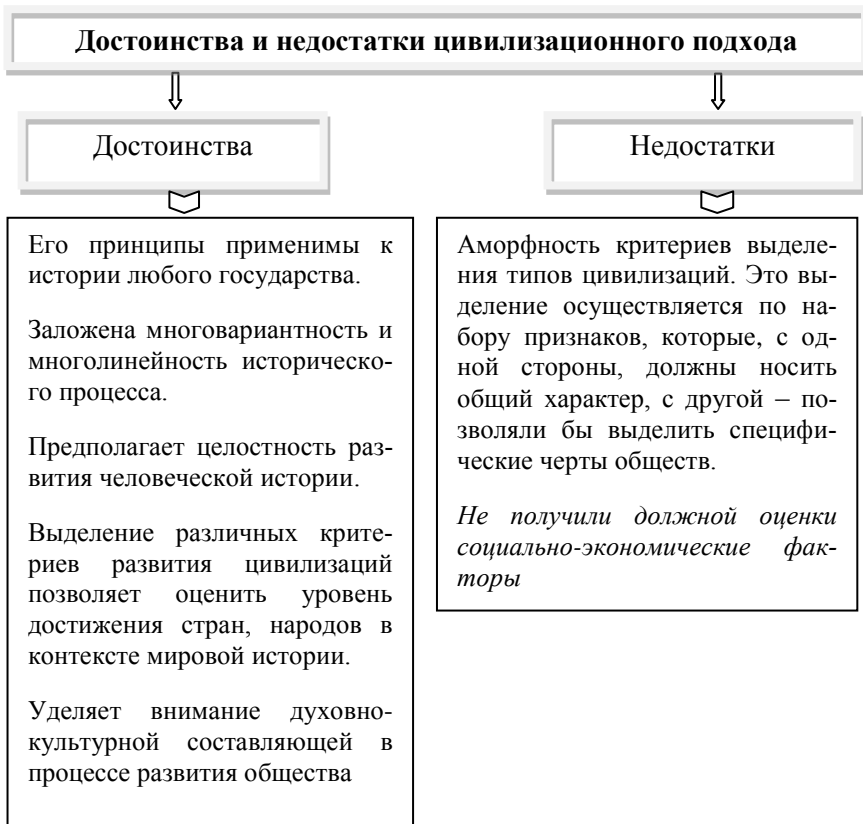 Достоинства и недостатки цивилизационного подхода
Достоинства
Его принципы применимы к
истории любого государства.
Заложена многовариантность и
многолинейность историческо-
го процесса.
Предполагает целостность раз-
вития человеческой истории.
Выделение различных крите-
риев развития цивилизаций
позволяет оценить уровень
достижения стран, народов в
контексте мировой истории.
Уделяет внимание духовно-
культурной составляющей в
процессе развития общества
Недостатки
Аморфность критериев выделе-
ния типов цивилизаций. Это вы-
деление осуществляется по на-
бору признаков, которые, с од-
ной стороны, должны носить
общий характер, с другой – по-
зволяли бы выделить специфи-
ческие черты обществ.
Не получили должной оценки
социально-экономические фак-
торы